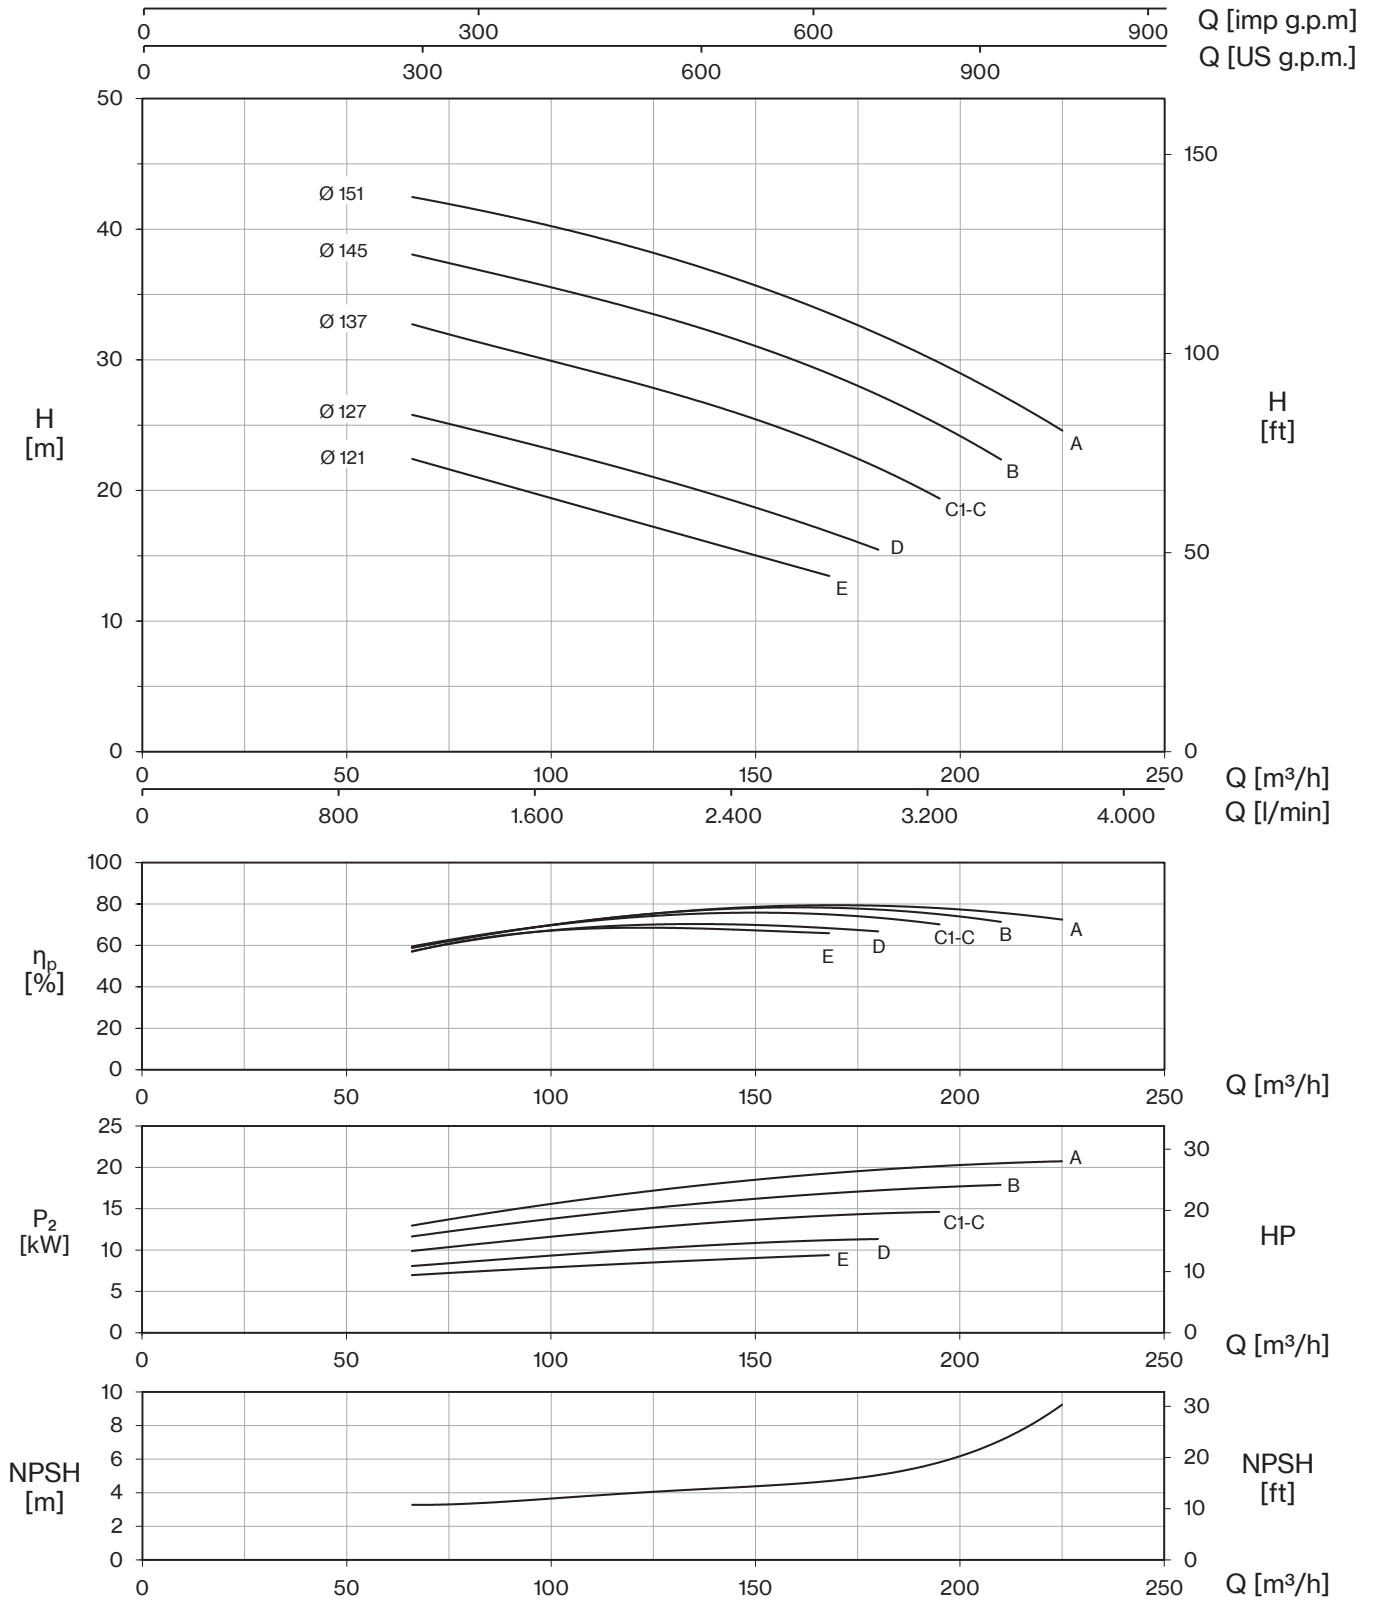 0 300 600 900 Q [imp g.p.m]
0 300 600 900 Q [US g.p.m.]
50
40
30
20
10
0
H
[m]
150
100
50
0
H
[ft]
Ø 151
Ø 145
Ø 137
Ø 127
Ø 121
A
B
C1-C
D
E
0 50 100 150 200 250 Q [m³/h]
0 800 1.600 2.400 3.200 4.000 Q [l/min]
100
80
60
40
20
0
ηp
[%]
A
B
C1-C
D
E
0 50 100 150 200 250 Q [m³/h]
25
20
15
10
5
0
P₂
[kW]
30
20
10
0
HP
A
B
C1-C
D
E
0 50 100 150 200 250 Q [m³/h]
10
8
6
4
2
0
NPSH
[m]
30
20
10
0
NPSH
[ft]
0 50 100 150 200 250 Q [m³/h]